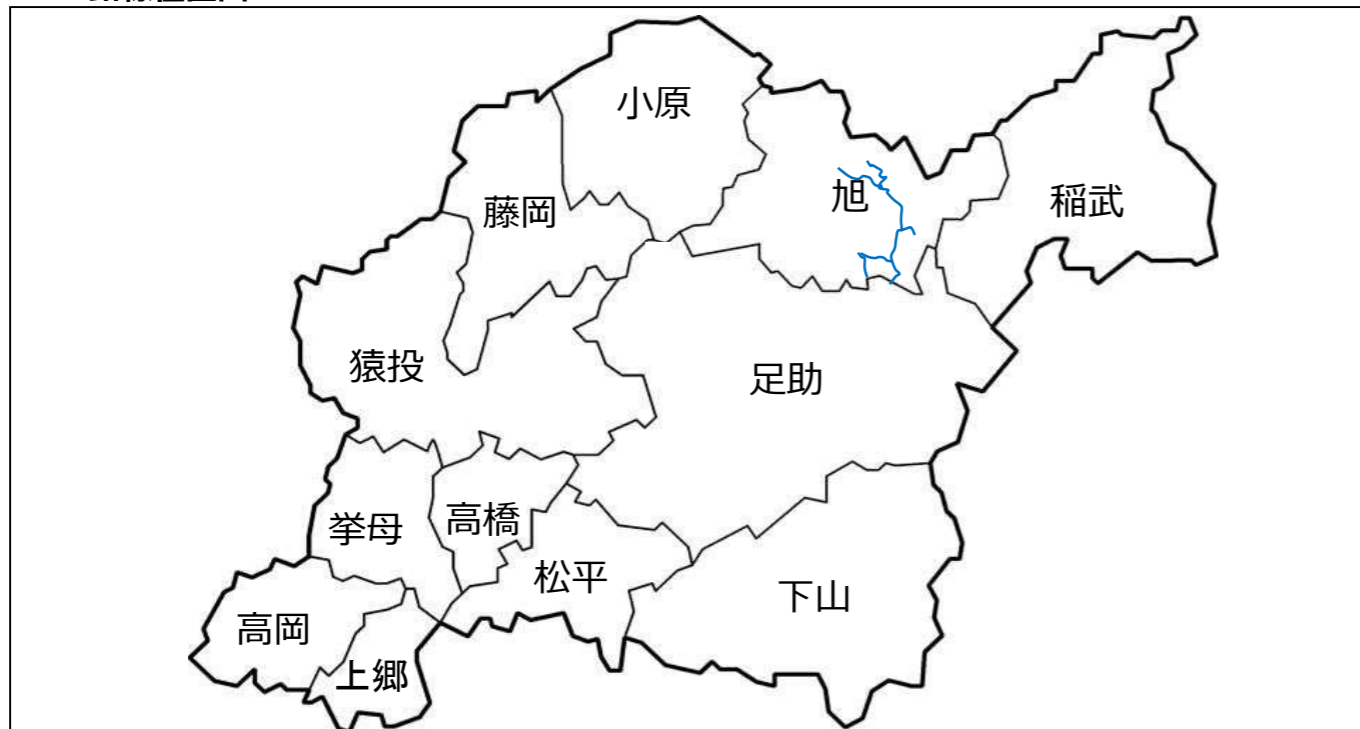 小原
旭
稲武
藤岡
猿投
足助
挙母
高橋
松平
下山
高岡
上郷